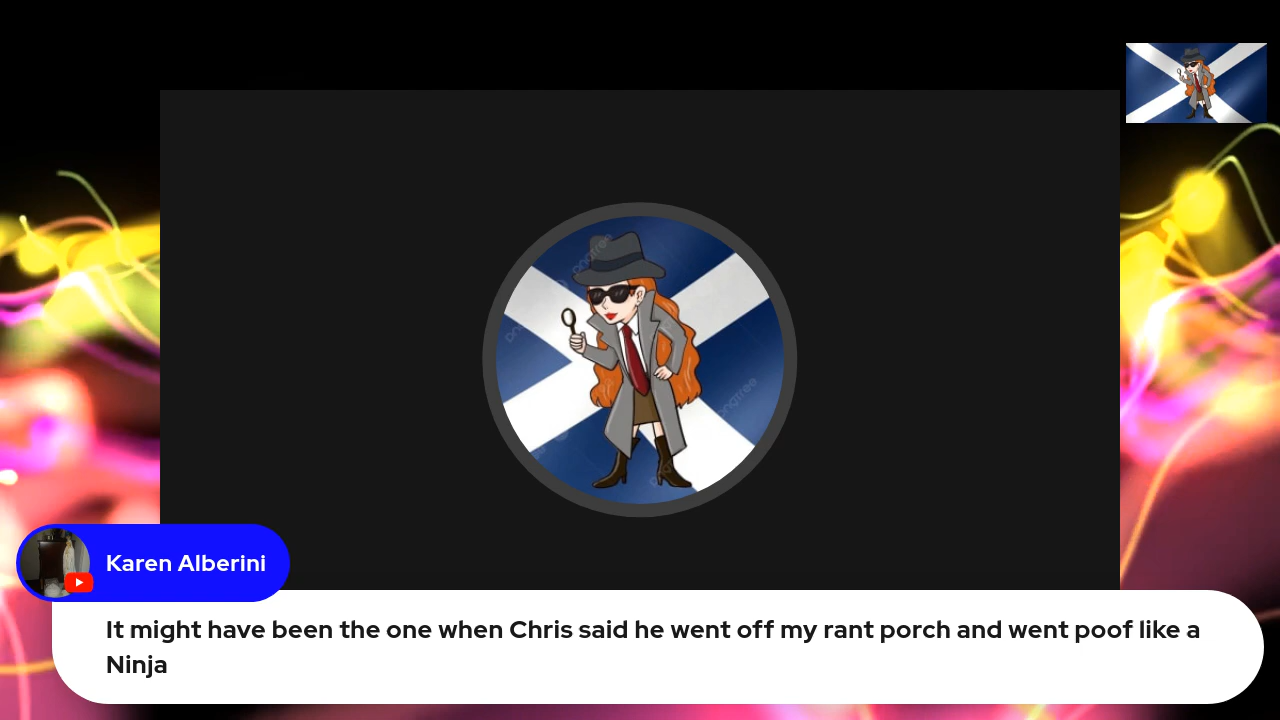 Karen Alberini
It might have been the one when Chris said he went off my rant porch and went poof like a
Ninja